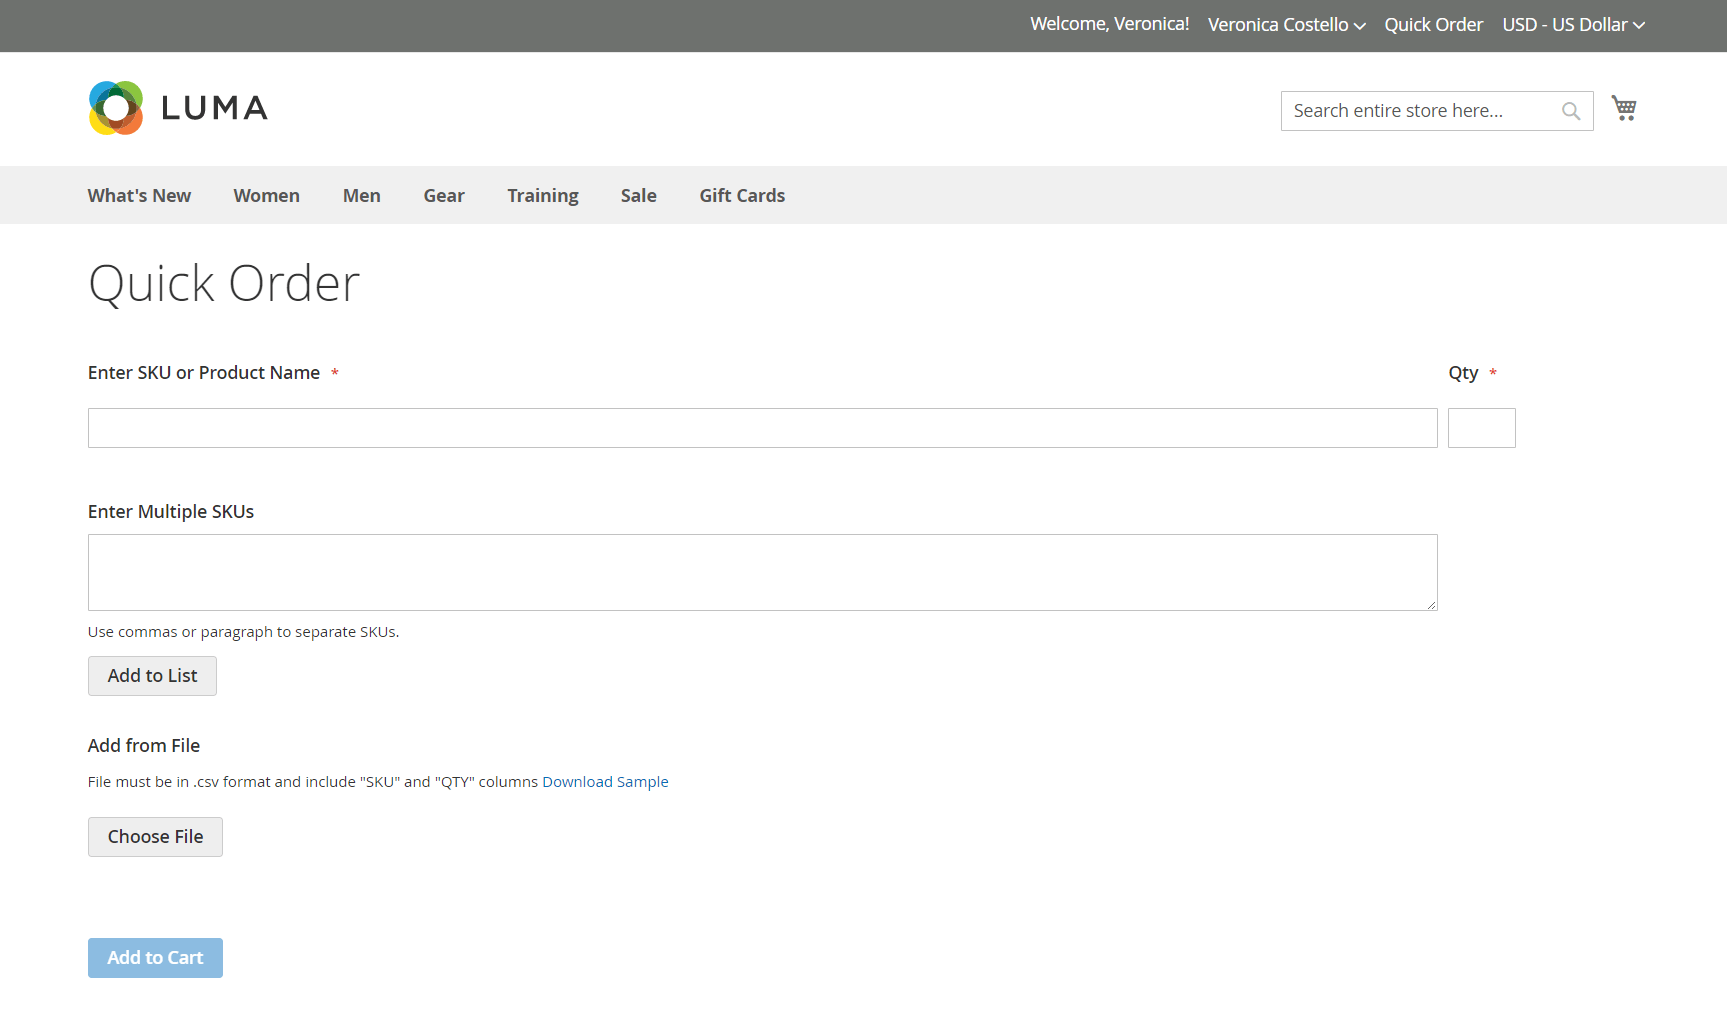 Welcome, Veronica! Veronica Costello Quick Order USD - US Dollar
LUMA
Search entire store here...
What's New Women Men Gear Training Sale Gift Cards
Quick Order
Enter SKU or Product Name * Qty *
Enter Multiple SKUs
Use commas or paragraph to separate SKUs.
Add to List
Add from File
File must be in .csv format and include "SKU" and "QTY" columns Download Sample
Choose File
Add to Cart